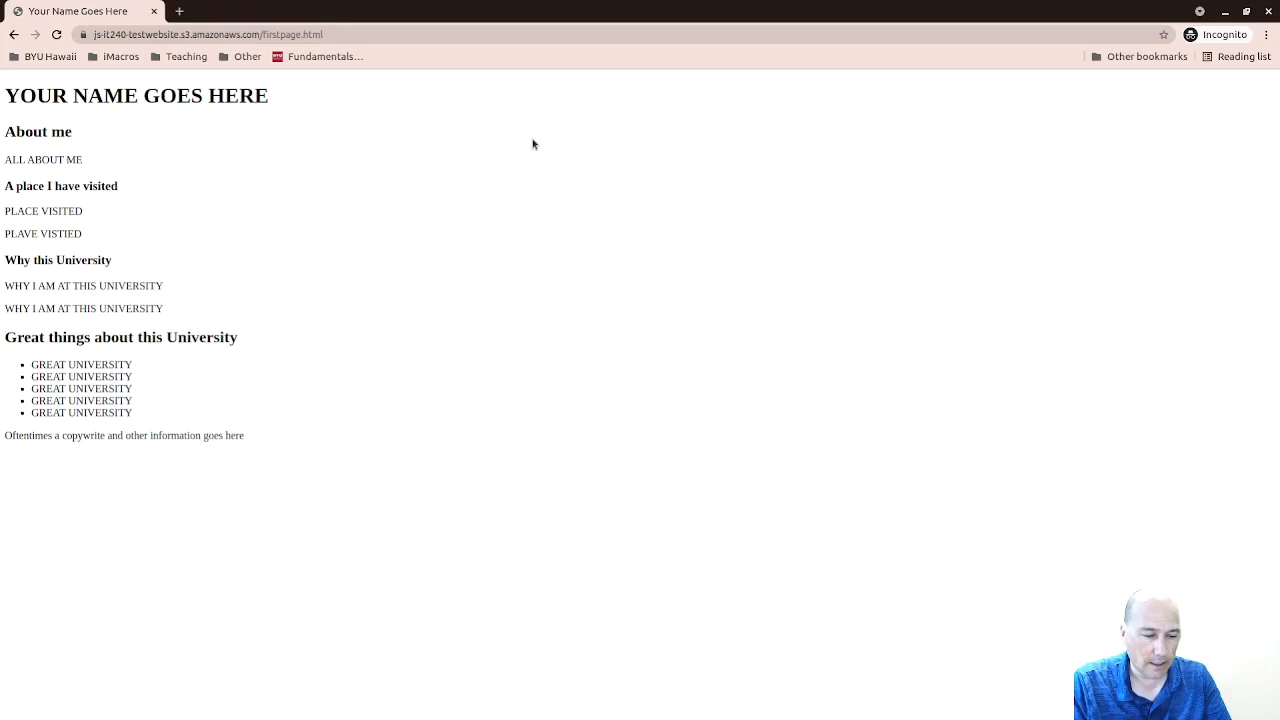 Your Name Goes Here
js-it240-testwebsite.s3.amazonaws.com/firstpage.html
Incognito
BYU Hawaii
iMacros
Teaching
Other
BYU
Fundamentals...
Other bookmarks
Reading list
YOUR NAME GOES HERE
About me
ALL ABOUT ME
A place I have visited
PLACE VISITED
PLAVE VISTIED
Why this University
WHY I AM AT THIS UNIVERSITY
WHY I AM AT THIS UNIVERSITY
Great things about this University
GREAT UNIVERSITY
GREAT UNIVERSITY
GREAT UNIVERSITY
GREAT UNIVERSITY
GREAT UNIVERSITY
Oftentimes a copywrite and other information goes here